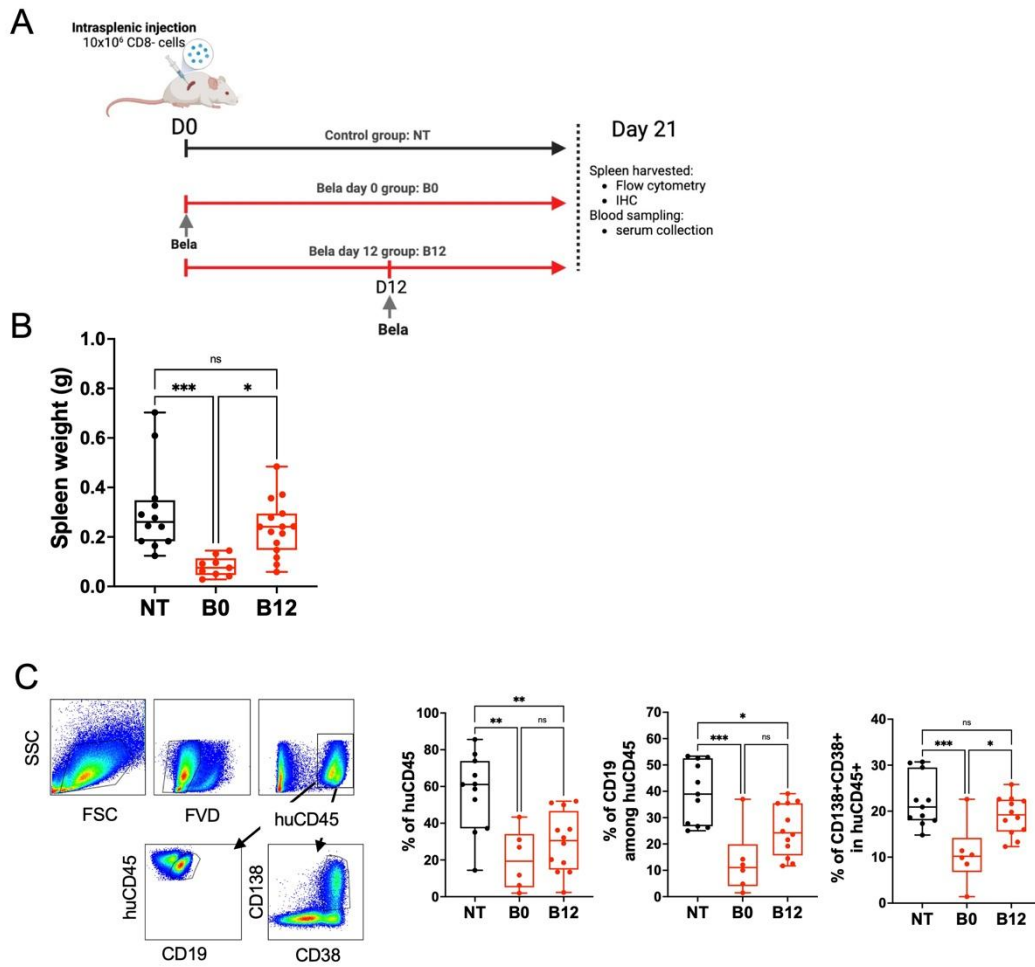 A
Intrasplenic injection
10x10⁶ CD8- cells
D0
Control group: NT
Bela day 0 group: B0
Bela
Bela day 12 group: B12
D12
Bela
Day 21
Spleen harvested:
• Flow cytometry
• IHC
Blood sampling:
• serum collection
B
Spleen weight (g)
1.0
0.8
0.6
0.4
0.2
0.0
ns
*** *
NT B0 B12
C
SSC
FSC FVD huCD45
huCD45
CD138
CD19 CD38
% of huCD45
100
80
60
40
20
0
**
** ns
NT B0 B12
% of CD19
among huCD45
70
60
50
40
30
20
10
0
*
*** ns
NT B0 B12
% of CD138+CD38+
in huCD45+
40
30
20
10
0
ns
*** *
NT B0 B12